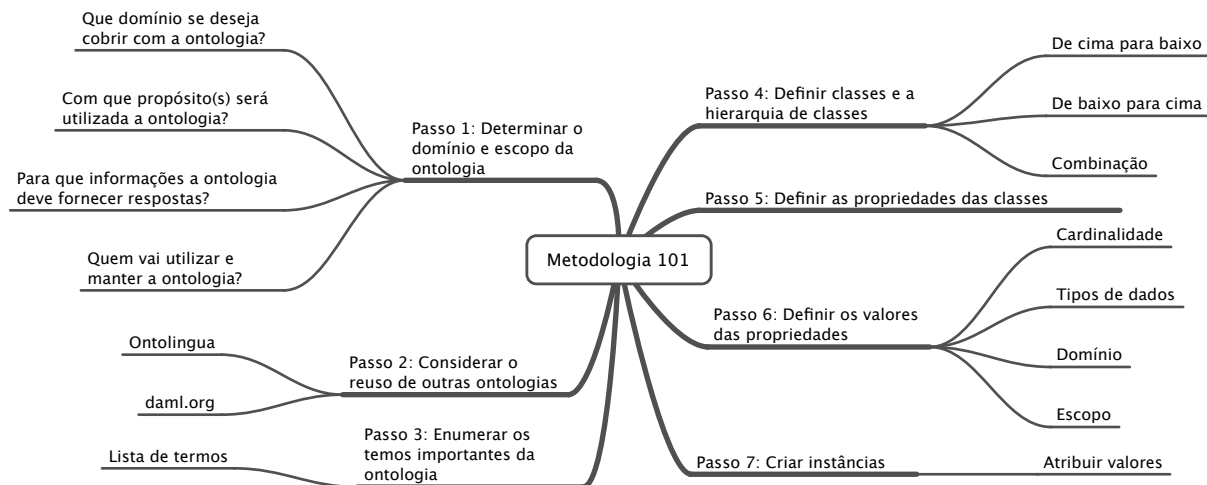 Metodologia 101
Passo 1: Determinar o
domínio e escopo da
ontologia
Que domínio se deseja
cobrir com a ontologia?
Com que propósito(s) será
utilizada a ontologia?
Para que informações a ontologia
deve fornecer respostas?
Quem vai utilizar e
manter a ontologia?
Passo 2: Considerar o
reuso de outras ontologias
Ontolingua
daml.org
Passo 3: Enumerar os
temos importantes da
ontologia
Lista de termos
Passo 4: Definir classes e a
hierarquia de classes
De cima para baixo
De baixo para cima
Combinação
Passo 5: Definir as propriedades das classes
Passo 6: Definir os valores
das propriedades
Cardinalidade
Tipos de dados
Domínio
Escopo
Passo 7: Criar instâncias
Atribuir valores